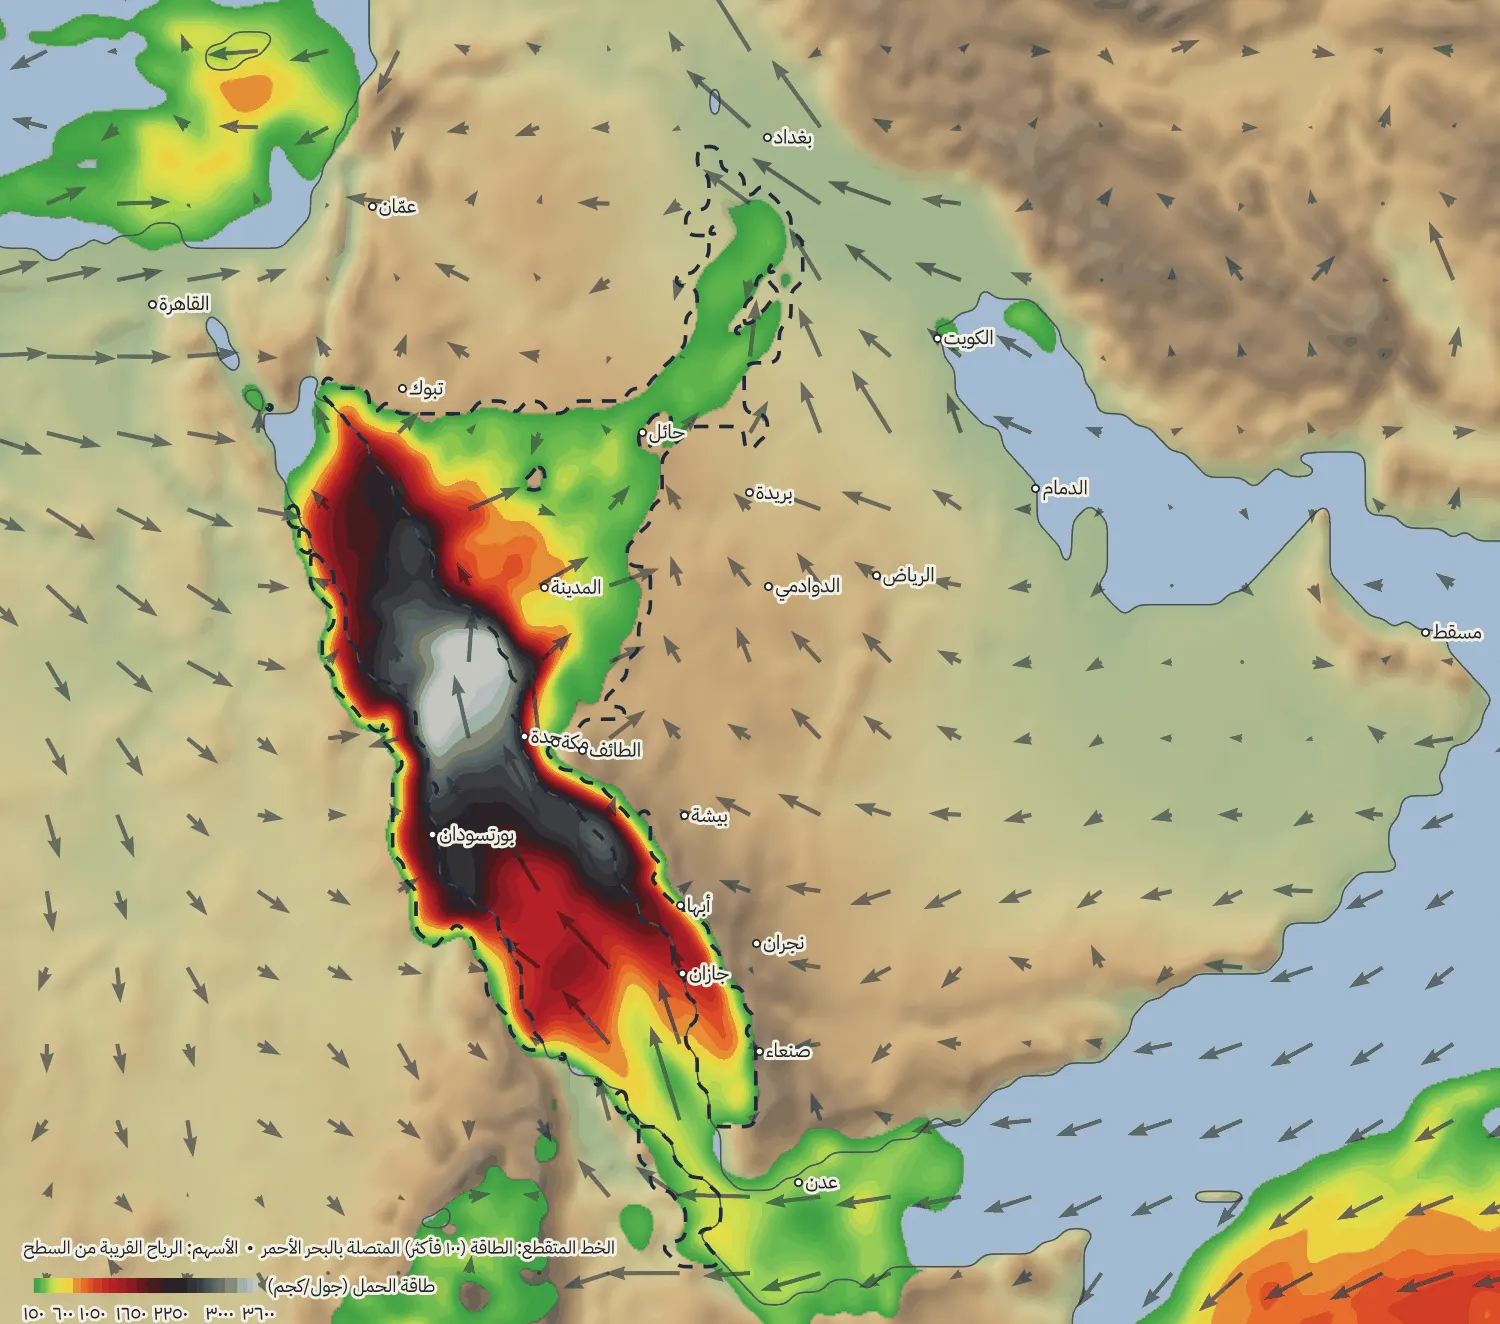 بغداد
عمّان
القاهرة
الكويت
تبوك
حائل
الدمام
بريدة
الرياض
الدوادمي
المدينة
مسقط
جدة
مكة
الطائف
بيشة
بورتسودان
أبها
نجران
جازان
صنعاء
عدن
الخط المتقطع: الطاقة (١٠٠ فأكثر) المتصلة بالبحر الأحمر • الأسهم: الرياح القريبة من السطح
طاقة الحمل (جول/كجم)
١٥٠ ٦٠٠ ١٠٥٠ ١٦٥٠ ٢٢٥٠ ٣٠٠٠ ٣٦٠٠